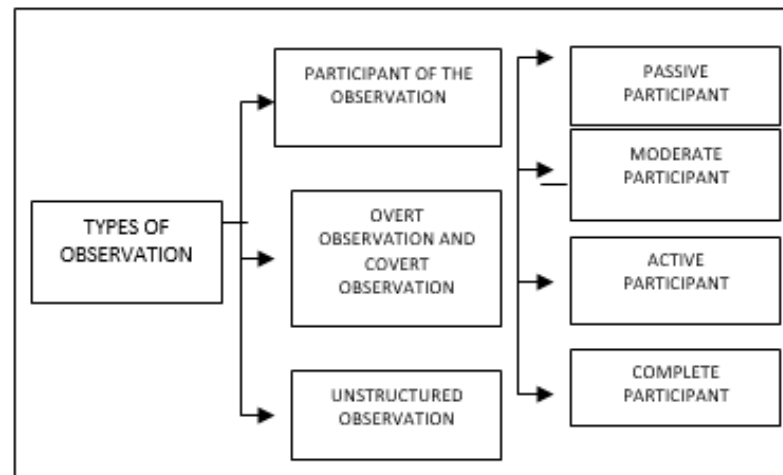 TYPES OF
OBSERVATION
PARTICIPANT OF THE
OBSERVATION
OVERT
OBSERVATION AND
COVERT
OBSERVATION
UNSTRUCTURED
OBSERVATION
PASSIVE
PARTICIPANT
MODERATE
PARTICIPANT
ACTIVE
PARTICIPANT
COMPLETE
PARTICIPANT